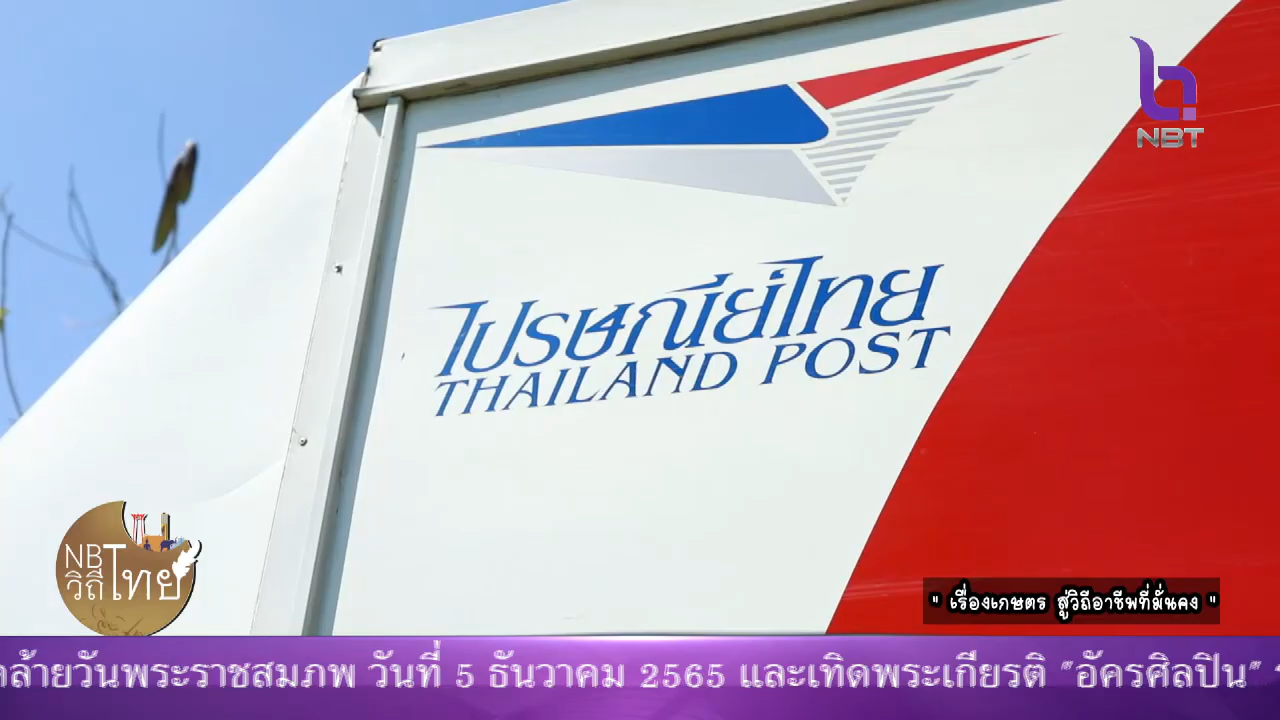 NBT
ไปรษณีย์ไทย
THAILAND POST
NB
วิถีไทย
" เรื่องเกษตร สู่วิถีอาชีพที่มั่นคง "
คล้ายวันพระราชสมภพ วันที่ 5 ธันวาคม 2565 และเทิดพระเกียรติ "อัครศิลปิน"